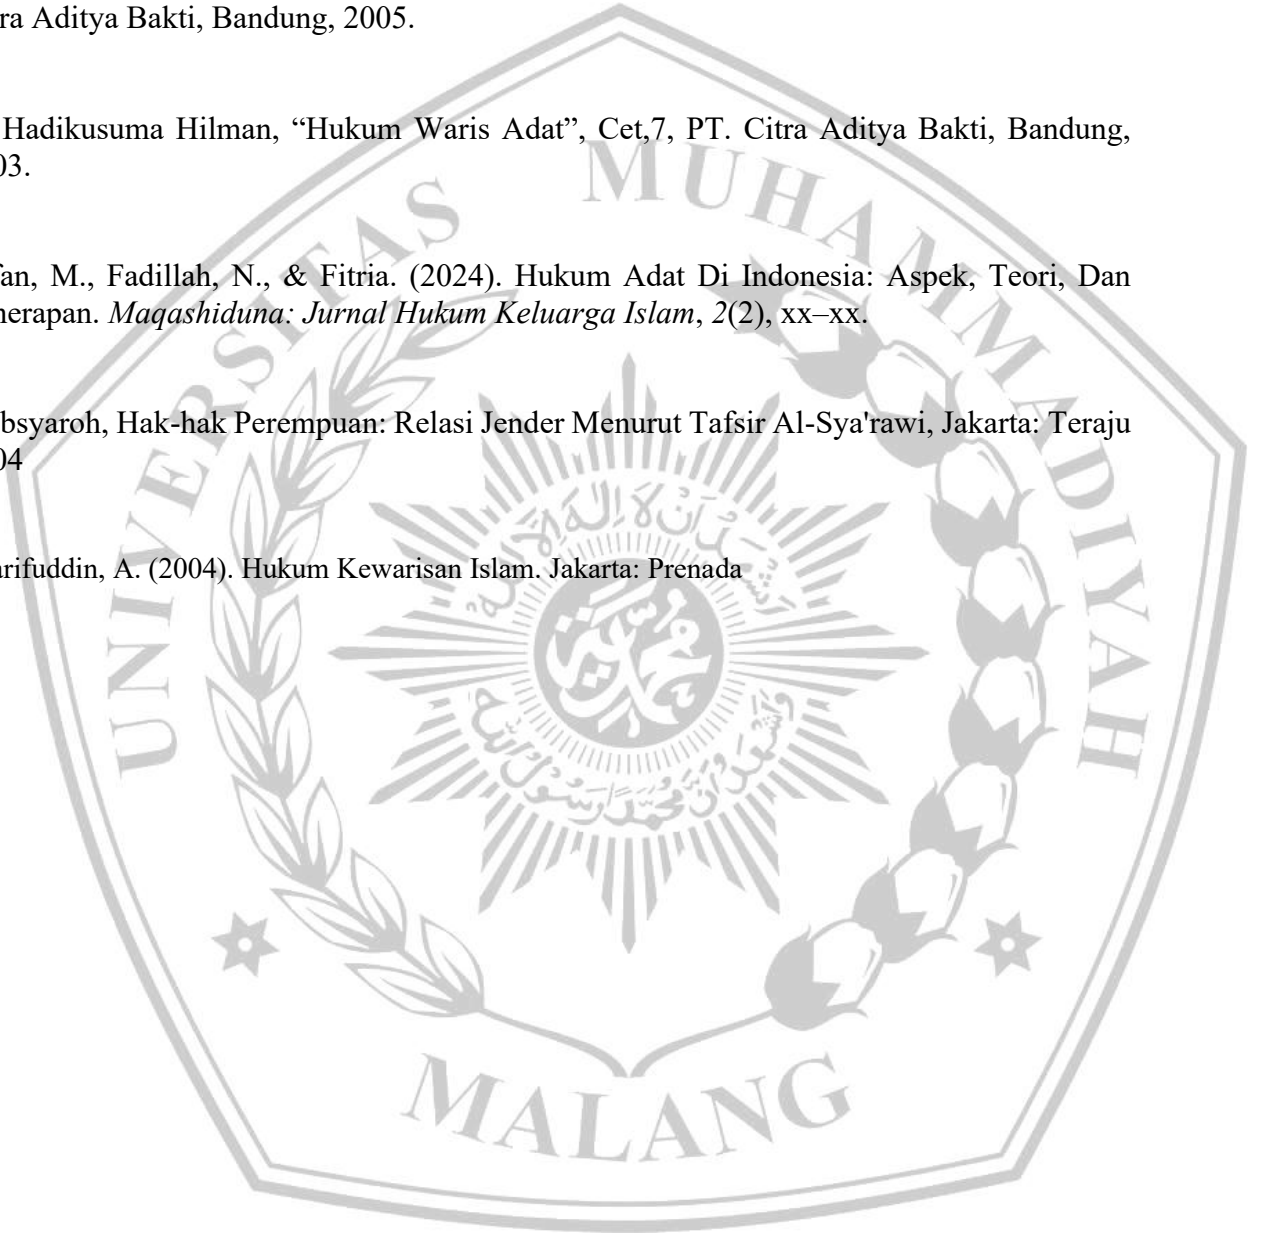 ra Aditya Bakti, Bandung, 2005.
Hadikusuma Hilman, “Hukum Waris Adat”, Cet,7, PT. Citra Aditya Bakti, Bandung,
03.
fan, M., Fadillah, N., & Fitria. (2024). Hukum Adat Di Indonesia: Aspek, Teori, Dan
nerapan. Maqashiduna: Jurnal Hukum Keluarga Islam, 2(2), xx–xx.
bsyaroh, Hak-hak Perempuan: Relasi Jender Menurut Tafsir Al-Sya'rawi, Jakarta: Teraju
04
arifuddin, A. (2004). Hukum Kewarisan Islam. Jakarta: Prenada
UNIVERSITAS MUHAMMADIYAH
MALANG